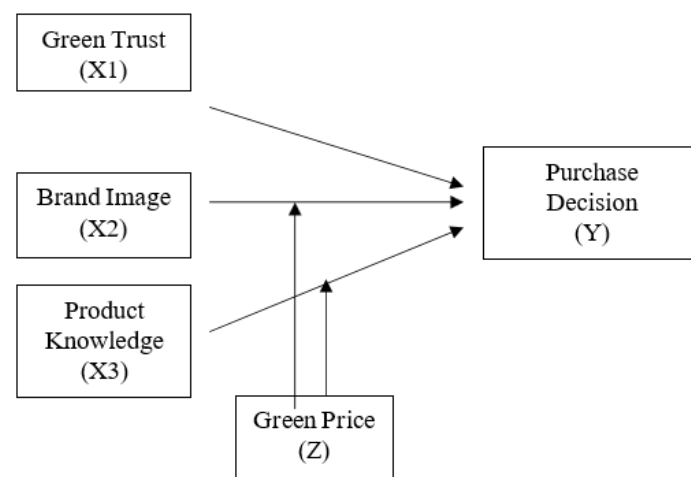 Green Trust
(X1)
Brand Image
(X2)
Product
Knowledge
(X3)
Purchase
Decision
(Y)
Green Price
(Z)